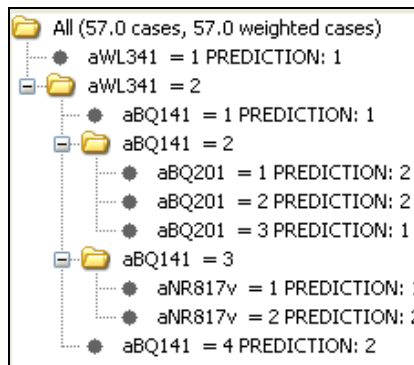 All (57.0 cases, 57.0 weighted cases)
aWL341 = 1 PREDICTION: 1
aWL341 = 2
aBQ141 = 1 PREDICTION: 1
aBQ141 = 2
aBQ201 = 1 PREDICTION: 2
aBQ201 = 2 PREDICTION: 2
aBQ201 = 3 PREDICTION: 1
aBQ141 = 3
aNR817v = 1 PREDICTION:
aNR817v = 2 PREDICTION:
aBQ141 = 4 PREDICTION: 2